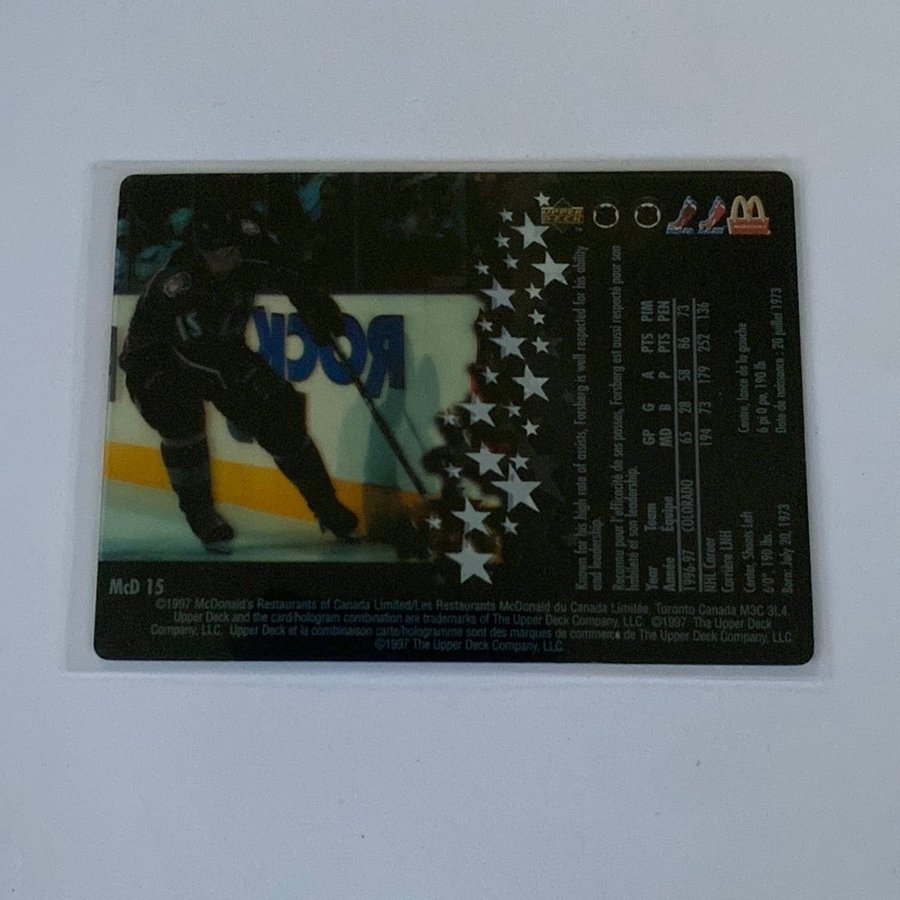 UPPER DECK
ROCK
15
Known for his high rate of assists, Forsberg is well respected for his ability
and leadership.
Reconnu pour l'efficacité de ses passes, Forsberg est aussi respecté pour son
habileté et son leadership.
Year Team GP G A PTS PIM
Année Équipe MD B P PTS PEN
1996-97 COLORADO 65 28 58 86 73
NHL Career
Carrière LNH 194 73 179 252 136
Center, Shoots Left
6'0" 190 lbs.
Born: July 20, 1973
Centre, lance de la gauche
6 pi 0 po, 190 lb
Date de naissance : 20 juillet 1973
McD 15
©1997 McDonald's Restaurants of Canada Limited/Les Restaurants McDonald du Canada Limitée, Toronto Canada M3C 3L4.
Upper Deck and the card/hologram combination are trademarks of The Upper Deck Company, LLC. ©1997 The Upper Deck
Company, LLC. Upper Deck et la combinaison carte/hologramme sont des marques de commerce de The Upper Deck Company, LLC
©1997 The Upper Deck Company, LLC.